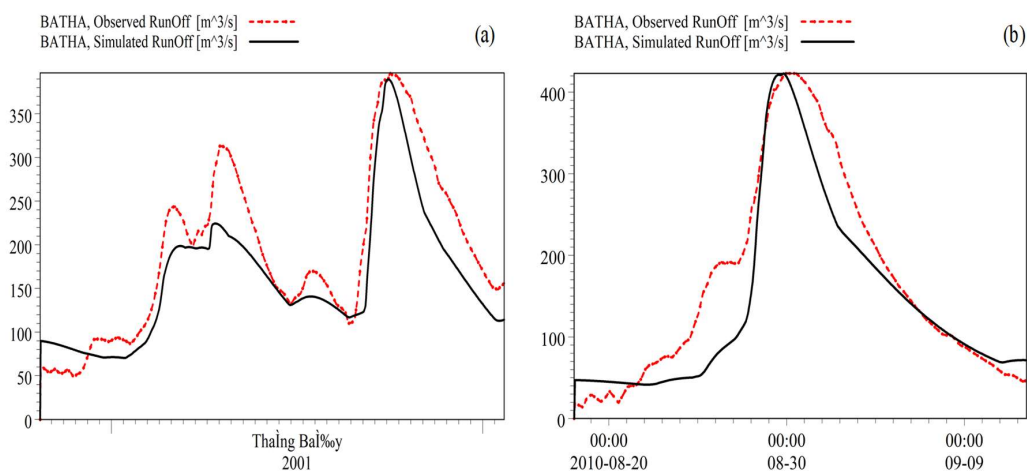 BATHA, Observed RunOff [m^3/s]
BATHA, Simulated RunOff [m^3/s]
(a)
350
300
250
200
150
100
50
0
Thaìng Baì‰y
2001
BATHA, Observed RunOff [m^3/s]
BATHA, Simulated RunOff [m^3/s]
(b)
400
300
200
100
0
00:00 00:00 00:00
2010-08-20 08-30 09-09